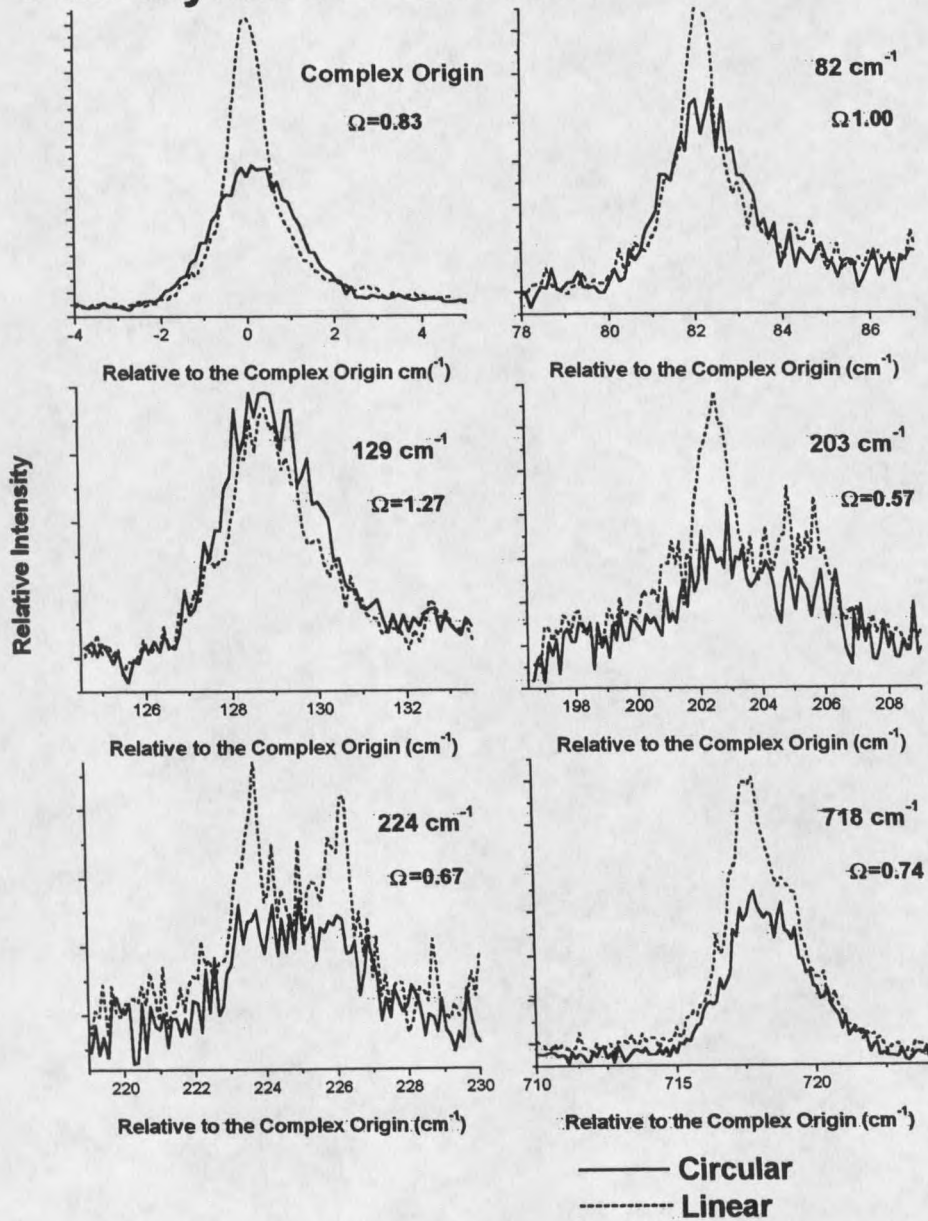 Complex Origin
Ω=0.83
-4 -2 0 2 4
Relative to the Complex Origin cm(⁻¹)
82 cm⁻¹
Ω1.00
78 80 82 84 86
Relative to the Complex Origin (cm⁻¹)
Relative Intensity
129 cm⁻¹
Ω=1.27
126 128 130 132
Relative to the Complex Origin (cm⁻¹)
203 cm⁻¹
Ω=0.57
198 200 202 204 206 208
Relative to the Complex Origin (cm⁻¹)
224 cm⁻¹
Ω=0.67
220 222 224 226 228 230
Relative to the Complex Origin (cm⁻¹)
718 cm⁻¹
Ω=0.74
710 715 720
Relative to the Complex Origin (cm⁻¹)
Circular
Linear